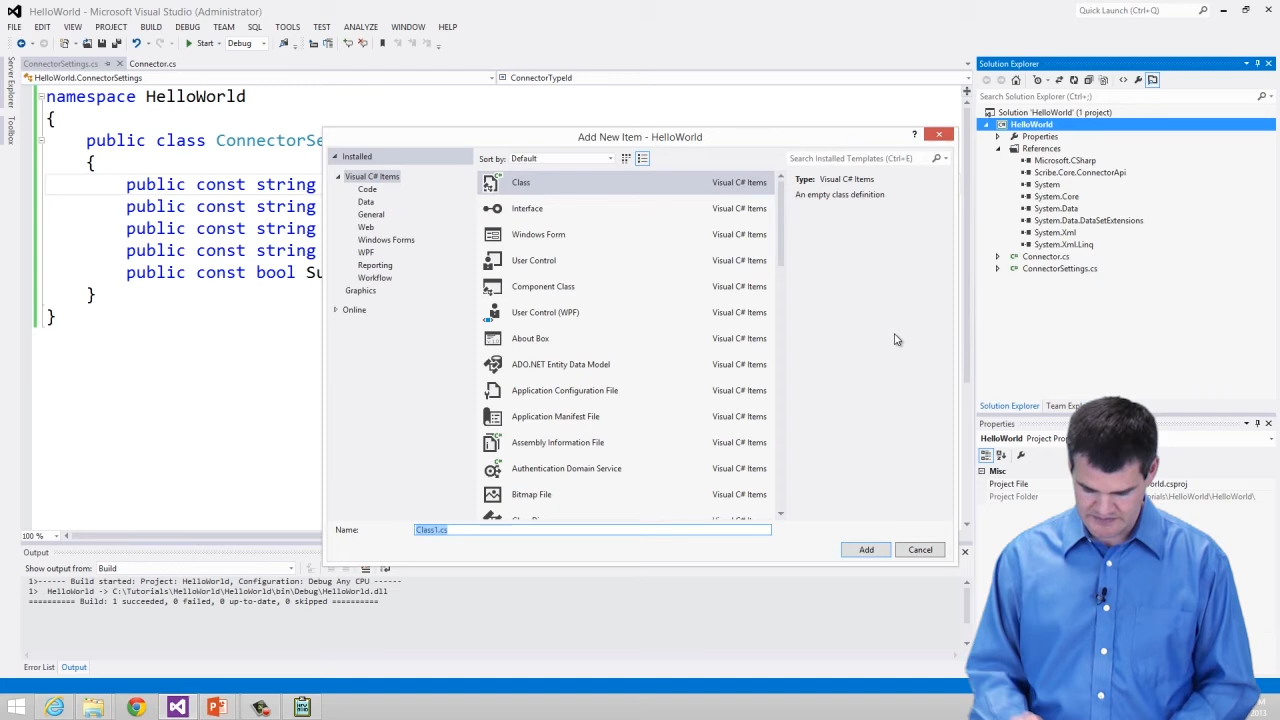 HelloWorld - Microsoft Visual Studio (Administrator)
Quick Launch (Ctrl+Q)
FILE EDIT VIEW PROJECT BUILD DEBUG TEAM SQL TOOLS TEST ANALYZE WINDOW HELP
Start Debug
ConnectorSettings.cs Connector.cs
HelloWorld.ConnectorSettings ConnectorTypeId
Server Explorer
Toolbox
namespace HelloWorld
{
public class ConnectorSe
{
public const string
public const string
public const string
public const string
public const bool Su
}
}
100 %
Add New Item - HelloWorld
?
Installed
Visual C# Items
Code
Data
General
Web
Windows Forms
WPF
Reporting
Workflow
Graphics
Online
Sort by: Default
Search Installed Templates (Ctrl+E)
Class Visual C# Items
Interface Visual C# Items
Windows Form Visual C# Items
User Control Visual C# Items
Component Class Visual C# Items
User Control (WPF) Visual C# Items
About Box Visual C# Items
ADO.NET Entity Data Model Visual C# Items
Application Configuration File Visual C# Items
Application Manifest File Visual C# Items
Assembly Information File Visual C# Items
Authentication Domain Service Visual C# Items
Bitmap File Visual C# Items
Type: Visual C# Items
An empty class definition
Name: Class1.cs
Add Cancel
Output
Show output from: Build
1>------ Build started: Project: HelloWorld, Configuration: Debug Any CPU ------
1> HelloWorld -> C:\Tutorials\HelloWorld\HelloWorld\bin\Debug\HelloWorld.dll
========== Build: 1 succeeded, 0 failed, 0 up-to-date, 0 skipped ==========
Error List Output
Solution Explorer
Search Solution Explorer (Ctrl+;)
Solution 'HelloWorld' (1 project)
HelloWorld
Properties
References
Microsoft.CSharp
Scribe.Core.ConnectorApi
System
System.Core
System.Data
System.Data.DataSetExtensions
System.Xml
System.Xml.Linq
Connector.cs
ConnectorSettings.cs
Solution Explorer Team Exp
Properties
HelloWorld Project Prop
Misc
Project File orld.csproj
Project Folder rials\HelloWorld\HelloWorld\